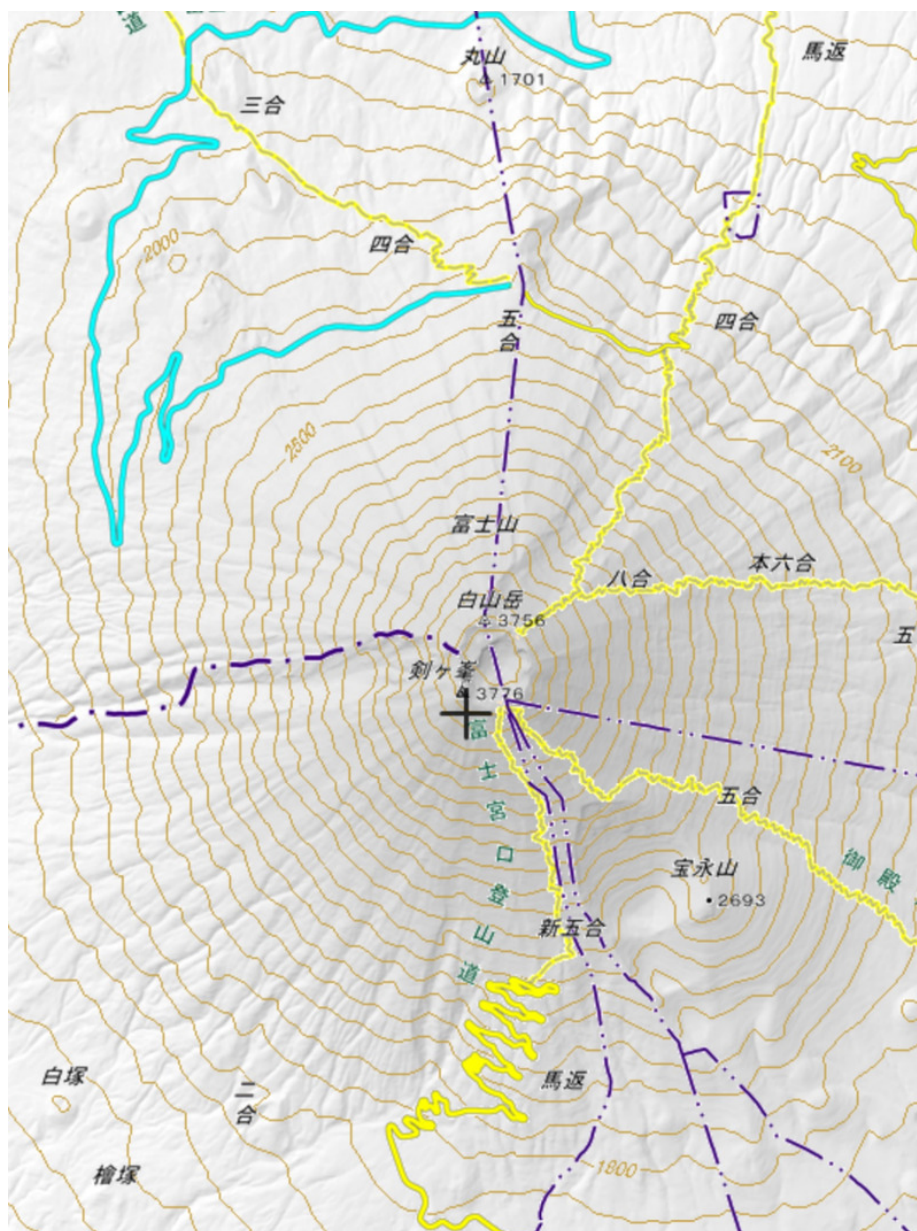 道
丸山
1701
馬返
三合
四合
2000
五合
四合
2500
2100
富士山
本六合
八合
白山岳
3756
五
剣ヶ峯
3776
富士宮口登山道
五合
御殿
宝永山
2693
新五合
馬返
白塚
二合
檜塚
1800